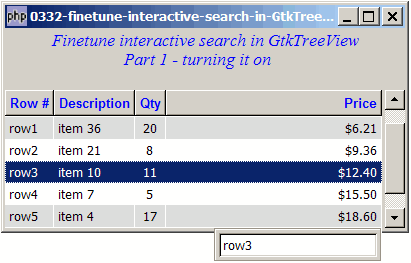 php 0332-finetune-interactive-search-in-GtkTree...
Finetune interactive search in GtkTreeView
Part 1 - turning it on
Row # Description Qty Price
row1 item 36 20 $6.21
row2 item 21 8 $9.36
row3 item 10 11 $12.40
row4 item 7 5 $15.50
row5 item 4 17 $18.60
row3